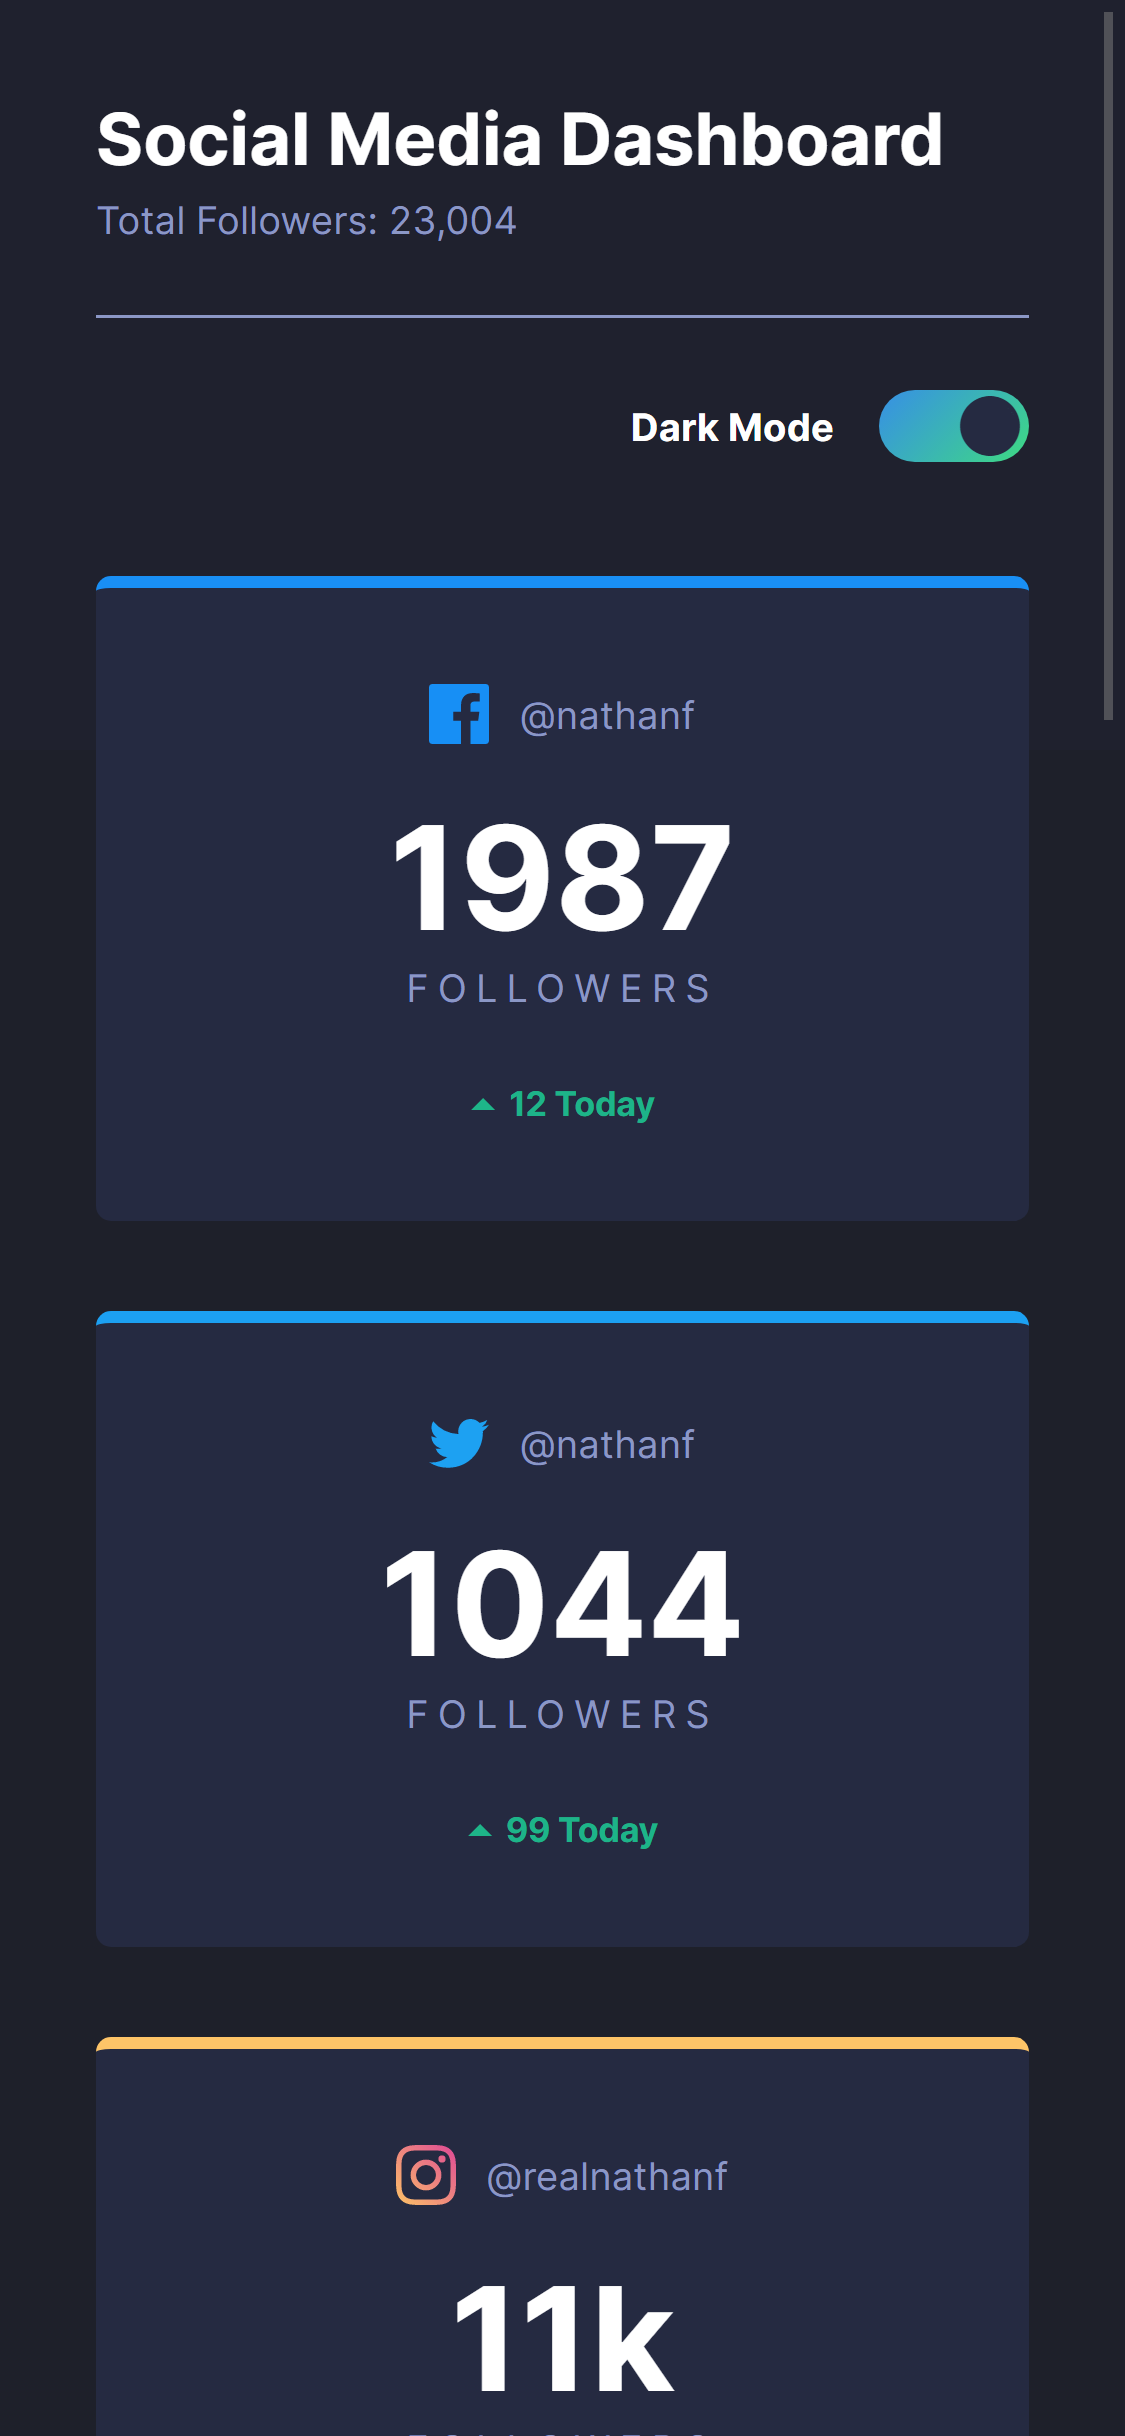 Social Media Dashboard
Total Followers: 23,004
Dark Mode
@nathanf
1987
FOLLOWERS
12 Today
@nathanf
1044
FOLLOWERS
99 Today
@realnathanf
11k